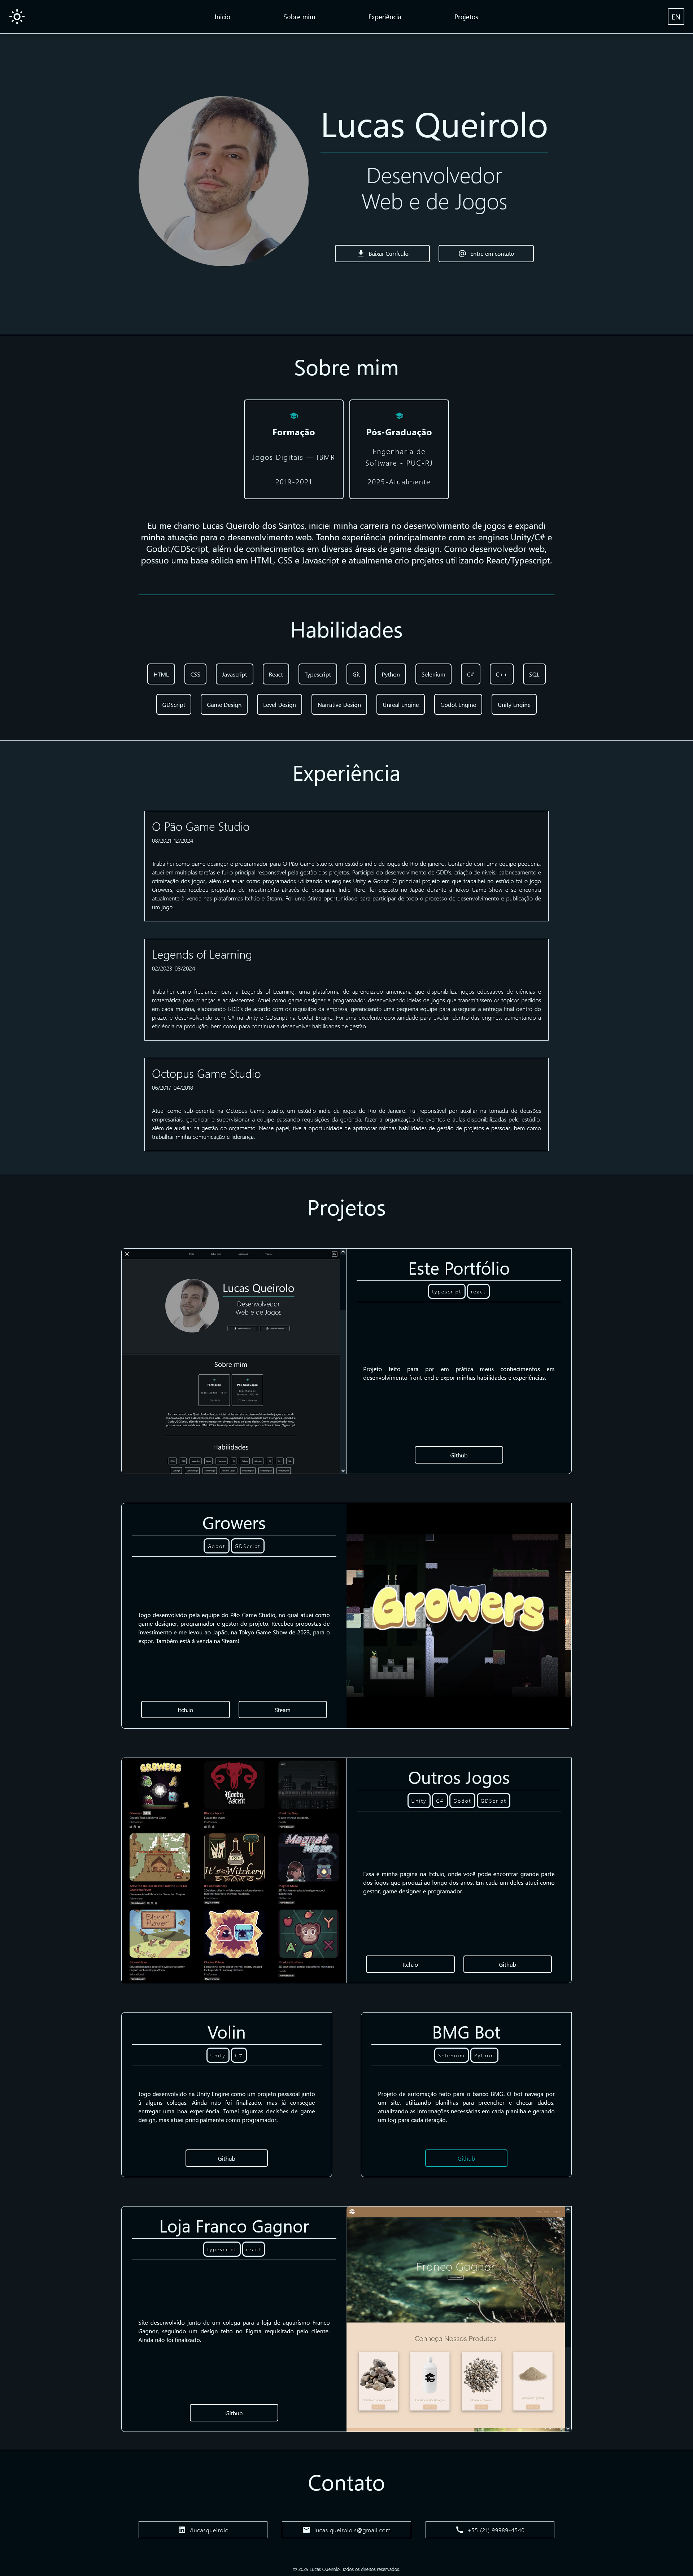 Início
Sobre mim
Experiência
Projetos
EN
Lucas Queirolo
Desenvolvedor
Web e de Jogos
Baixar Currículo
Entre em contato
Sobre mim
Formação
Jogos Digitais — IBMR
2019-2021
Pós-Graduação
Engenharia de
Software - PUC-RJ
2025-Atualmente
Eu me chamo Lucas Queirolo dos Santos, iniciei minha carreira no desenvolvimento de jogos e expandi
minha atuação para o desenvolvimento web. Tenho experiência principalmente com as engines Unity/C# e
Godot/GDScript, além de conhecimentos em diversas áreas de game design. Como desenvolvedor web,
possuo uma base sólida em HTML, CSS e Javascript e atualmente crio projetos utilizando React/Typescript.
Habilidades
HTML
CSS
Javascript
React
Typescript
Git
Python
Selenium
C#
C++
SQL
GDScript
Game Design
Level Design
Narrative Design
Unreal Engine
Godot Engine
Unity Engine
Experiência
O Pão Game Studio
08/2021-12/2024
Trabalhei como game desinger e programador para O Pão Game Studio, um estúdio indie de jogos do Rio de janeiro. Contando com uma equipe pequena,
atuei em múltiplas tarefas e fui o principal responsável pela gestão dos projetos. Participei do desenvolvimento de GDD's, criação de níveis, balanceamento e
otimização dos jogos, além de atuar como programador, utilizando as engines Unity e Godot. O principal projeto em que trabalhei no estúdio foi o jogo
Growers, que recebeu propostas de investimento através do programa Indie Hero, foi exposto no Japão durante a Tokyo Game Show e se encontra
atualmente à venda nas plataformas Itch.io e Steam. Foi uma ótima oportunidade para participar de todo o processo de desenvolvimento e publicação de
um jogo.
Legends of Learning
02/2023-08/2024
Trabalhei como freelancer para a Legends of Learning, uma plataforma de aprendizado americana que disponibiliza jogos educativos de ciências e
matemática para crianças e adolescentes. Atuei como game designer e programador, desenvolvendo ideias de jogos que transmitissem os tópicos pedidos
em cada matéria, elaborando GDD's de acordo com os requisitos da empresa, gerenciando uma pequena equipe para assegurar a entrega final dentro do
prazo, e desenvolvendo com C# na Unity e GDScript na Godot Engine. Foi uma excelente oportunidade para evoluir dentro das engines, aumentando a
eficiência na produção, bem como para continuar a desenvolver habilidades de gestão.
Octopus Game Studio
06/2017-04/2018
Atuei como sub-gerente na Octopus Game Studio, um estúdio indie de jogos do Rio de Janeiro. Fui reponsável por auxiliar na tomada de decisões
empresariais, gerenciar e supervisionar a equipe passando requisições da gerência, fazer a organização de eventos e aulas disponibilizadas pelo estúdio,
além de auxiliar na gestão do orçamento. Nesse papel, tive a oportunidade de aprimorar minhas habilidades de gestão de projetos e pessoas, bem como
trabalhar minha comunicação e liderança.
Projetos
Lucas Queirolo
Desenvolvedor
Web e de Jogos
Sobre mim
Habilidades
Este Portfólio
typescript
react
Projeto feito para por em prática meus conhecimentos em
desenvolvimento front-end e expor minhas habilidades e experiências.
Github
Growers
Godot
GDScript
Jogo desenvolvido pela equipe do Pão Game Studio, no qual atuei como
game designer, programador e gestor do projeto. Recebeu propostas de
investimento e me levou ao Japão, na Tokyo Game Show de 2023, para o
expor. Também está à venda na Steam!
Itch.io
Steam
Growers
GROWERS
Bloody Ascent
It's Witchery
Magnet Maze
Bloom Haven
Outros Jogos
Unity
C#
Godot
GDScript
Essa é minha página na Itch.io, onde você pode encontrar grande parte
dos jogos que produzi ao longo dos anos. Em cada um deles atuei como
gestor, game designer e programador.
Itch.io
Github
Volin
Unity
C#
Jogo desenvolvido na Unity Engine como um projeto pesssoal junto
à alguns colegas. Ainda não foi finalizado, mas já consegue
entregar uma boa experiência. Tomei algumas decisões de game
design, mas atuei principalmente como programador.
Github
BMG Bot
Selenium
Python
Projeto de automação feito para o banco BMG. O bot navega por
um site, utilizando planilhas para preencher e checar dados,
atualizando as informações necessárias em cada planilha e gerando
um log para cada iteração.
Github
Loja Franco Gagnor
typescript
react
Site desenvolvido junto de um colega para a loja de aquarismo Franco
Gagnor, seguindo um design feito no Figma requisitado pelo cliente.
Ainda não foi finalizado.
Github
Franco Gagnor
Conheça Nossos Produtos
Contato
/lucasqueirolo
lucas.queirolo.s@gmail.com
+55 (21) 99989-4540
© 2025 Lucas Queirolo. Todos os direitos reservados.